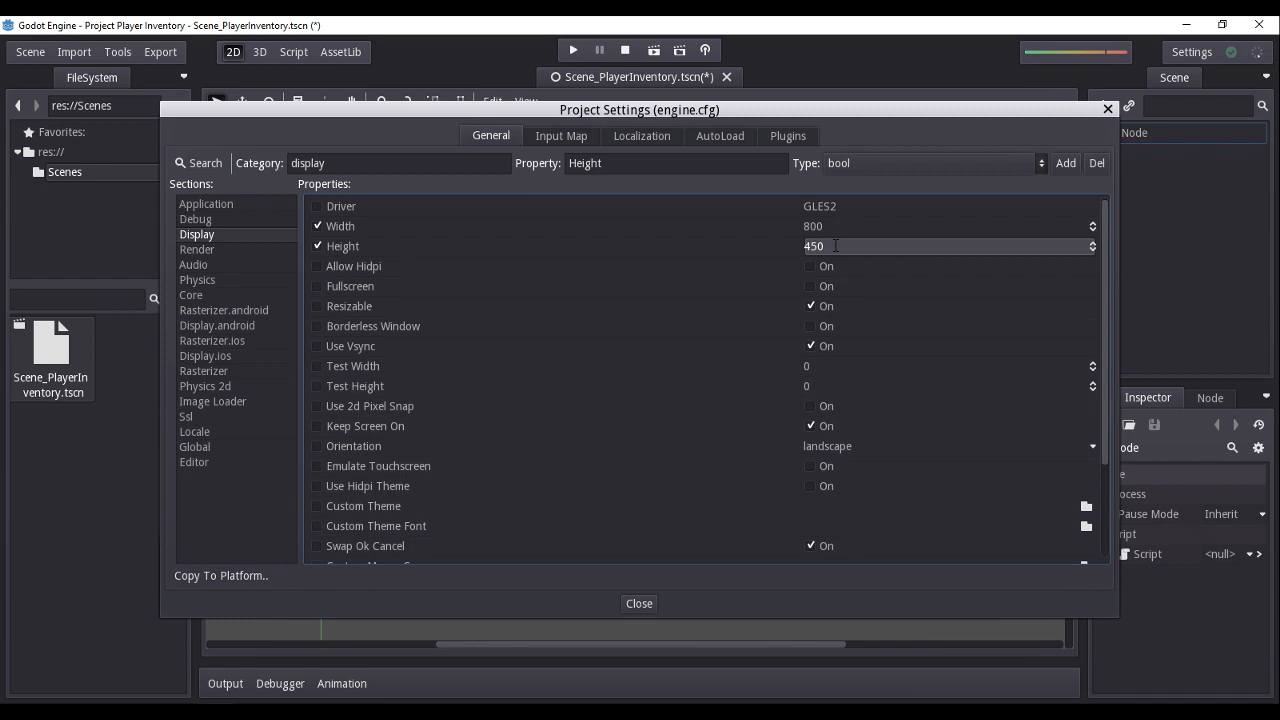 Godot Engine - Project Player Inventory - Scene_PlayerInventory.tscn (*)
Scene Import Tools Export 2D 3D Script AssetLib Settings
FileSystem Scene_PlayerInventory.tscn(*) Scene
res://Scenes
Project Settings (engine.cfg)
Favorites: Node
General Input Map Localization AutoLoad Plugins
res://
Scenes
Search Category: display Property: Height Type: bool Add Del
Sections: Properties:
Application Driver GLES2
Debug Width 800
Display Height 450
Render Allow Hidpi On
Audio Fullscreen On
Physics Resizable On
Core Borderless Window On
Rasterizer.android Use Vsync On
Display.android Test Width 0
Rasterizer.ios Test Height 0
Display.ios Use 2d Pixel Snap On
Rasterizer Keep Screen On On
Physics 2d Orientation landscape
Image Loader Emulate Touchscreen On
Ssl Use Hidpi Theme On
Locale Custom Theme
Global Custom Theme Font
Editor Swap Ok Cancel On
Scene_PlayerIn
ventory.tscn
Inspector Node
ode
e
ocess
Pause Mode Inherit
ript
Script <null>
Copy To Platform..
Close
Output Debugger Animation